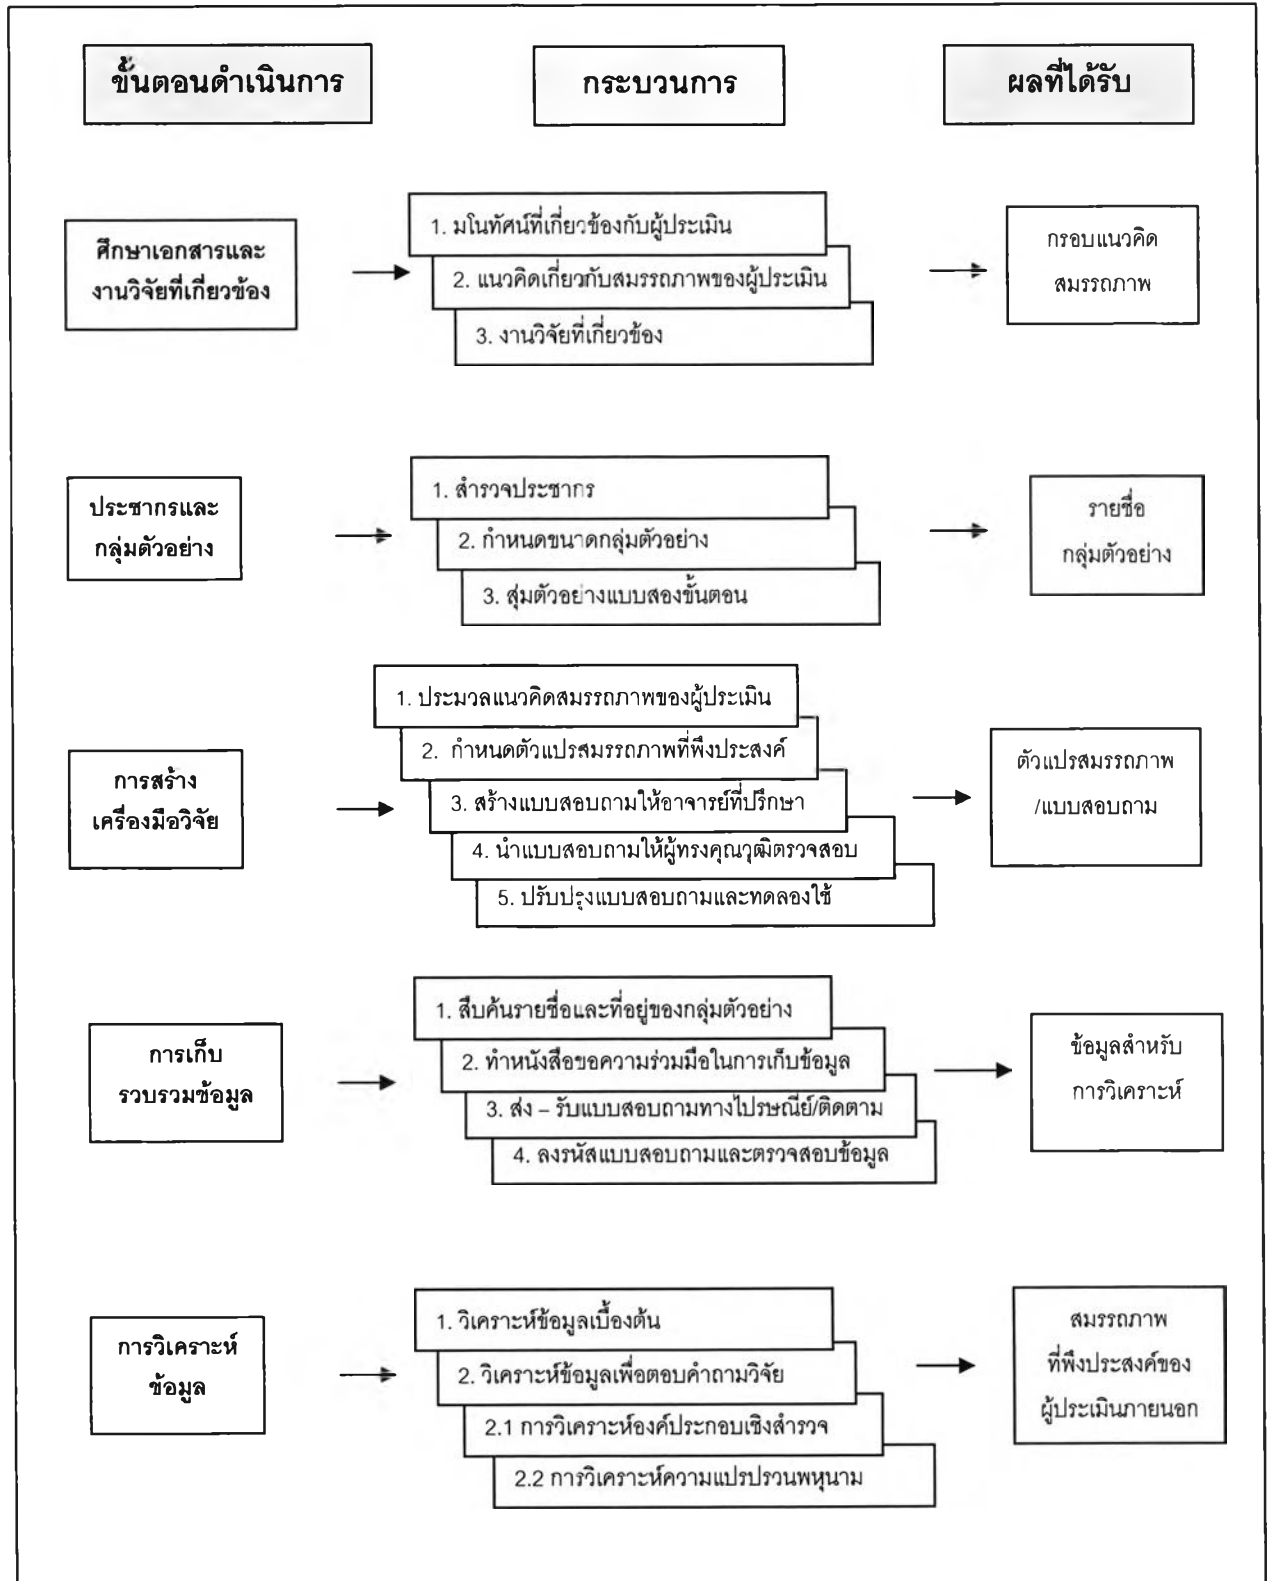 ขั้นตอนดำเนินการ
กระบวนการ
ผลที่ได้รับ
ศึกษาเอกสารและ
งานวิจัยที่เกี่ยวข้อง
1. มโนทัศน์ที่เกี่ยวข้องกับผู้ประเมิน
2. แนวคิดเกี่ยวกับสมรรถภาพของผู้ประเมิน
3. งานวิจัยที่เกี่ยวข้อง
กรอบแนวคิด
สมรรถภาพ
ประชากรและ
กลุ่มตัวอย่าง
1. สำรวจประชากร
2. กำหนดขนาดกลุ่มตัวอย่าง
3. สุ่มตัวอย่างแบบสองขั้นตอน
รายชื่อ
กลุ่มตัวอย่าง
การสร้าง
เครื่องมือวิจัย
1. ประมวลแนวคิดสมรรถภาพของผู้ประเมิน
2. กำหนดตัวแปรสมรรถภาพที่พึงประสงค์
3. สร้างแบบสอบถามให้อาจารย์ที่ปรึกษา
4. นำแบบสอบถามให้ผู้ทรงคุณวุฒิตรวจสอบ
5. ปรับปรุงแบบสอบถามและทดลองใช้
ตัวแปรสมรรถภาพ
/แบบสอบถาม
การเก็บ
รวบรวมข้อมูล
1. สืบค้นรายชื่อและที่อยู่ของกลุ่มตัวอย่าง
2. ทำหนังสือขอความร่วมมือในการเก็บข้อมูล
3. ส่ง – รับแบบสอบถามทางไปรษณีย์/ติดตาม
4. ลงรหัสแบบสอบถามและตรวจสอบข้อมูล
ข้อมูลสำหรับ
การวิเคราะห์
การวิเคราะห์
ข้อมูล
1. วิเคราะห์ข้อมูลเบื้องต้น
2. วิเคราะห์ข้อมูลเพื่อตอบคำถามวิจัย
2.1 การวิเคราะห์องค์ประกอบเชิงสำรวจ
2.2 การวิเคราะห์ความแปรปรวนพหุนาม
สมรรถภาพ
ที่พึงประสงค์ของ
ผู้ประเมินภายนอก